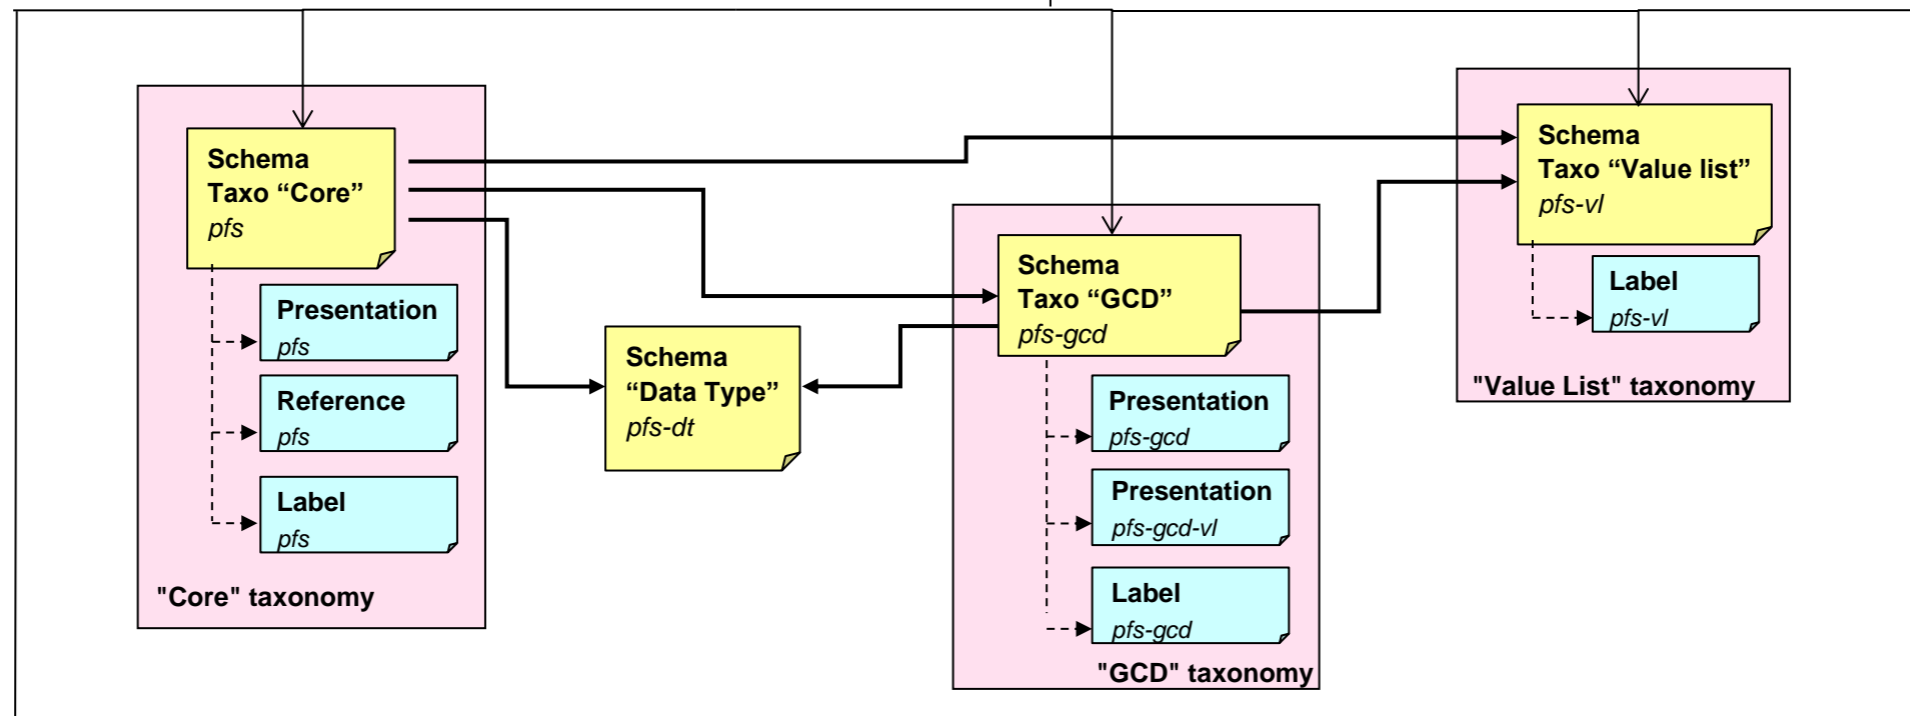 Schema
Taxo “Core”
pfs
Presentation
pfs
Reference
pfs
Label
pfs
"Core" taxonomy
Schema
“Data Type”
pfs-dt
Schema
Taxo “GCD”
pfs-gcd
Presentation
pfs-gcd
Presentation
pfs-gcd-vl
Label
pfs-gcd
"GCD" taxonomy
Schema
Taxo “Value list”
pfs-vl
Label
pfs-vl
"Value List" taxonomy